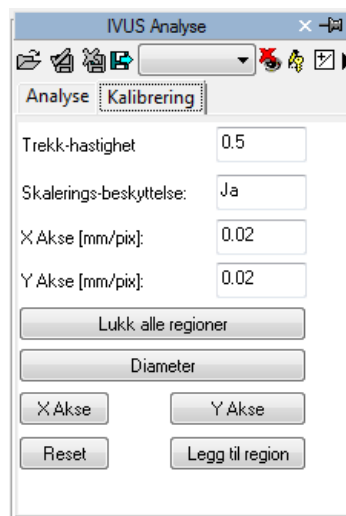 IVUS Analyse
Analyse Kalibrering
Trekk-hastighet 0.5
Skalerings-beskyttelse: Ja
X Akse [mm/pix]: 0.02
Y Akse [mm/pix]: 0.02
Lukk alle regioner
Diameter
X Akse Y Akse
Reset Legg til region